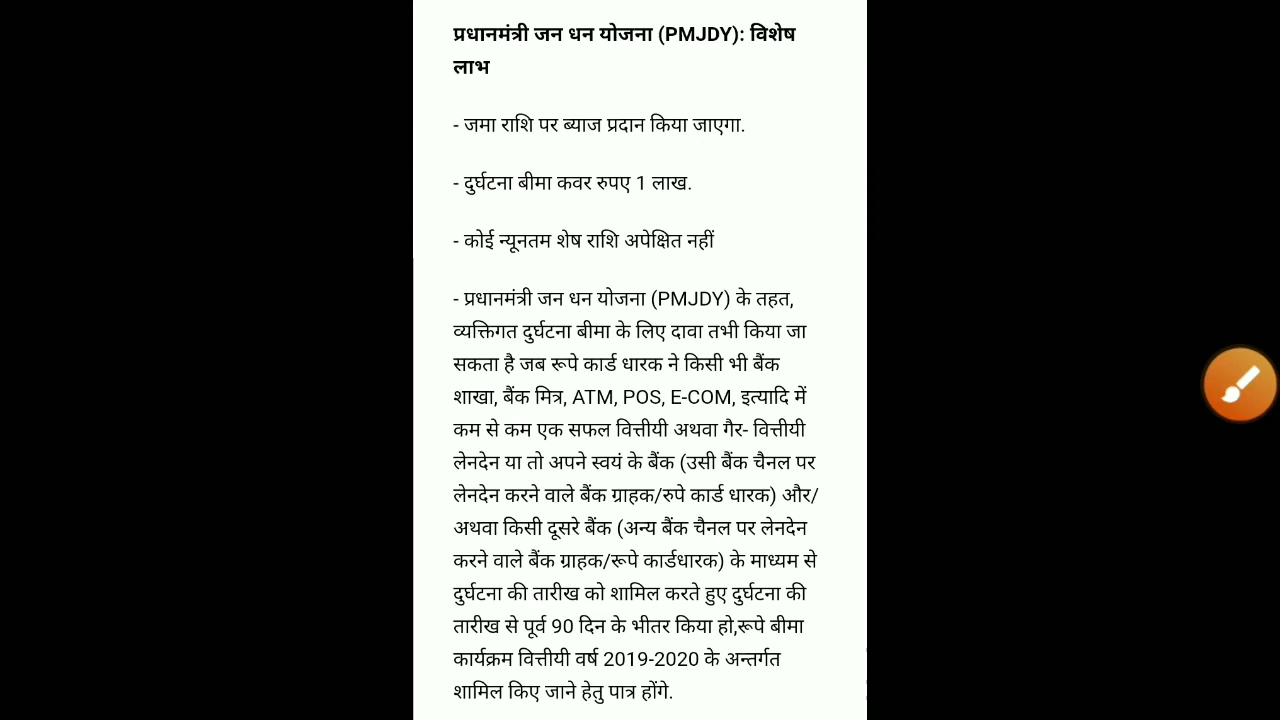 प्रधानमंत्री जन धन योजना (PMJDY): विशेष
लाभ
- जमा राशि पर ब्याज प्रदान किया जाएगा.
- दुर्घटना बीमा कवर रुपए 1 लाख.
- कोई न्यूनतम शेष राशि अपेक्षित नहीं
- प्रधानमंत्री जन धन योजना (PMJDY) के तहत,
व्यक्तिगत दुर्घटना बीमा के लिए दावा तभी किया जा
सकता है जब रूपे कार्ड धारक ने किसी भी बैंक
शाखा, बैंक मित्र, ATM, POS, E-COM, इत्यादि में
कम से कम एक सफल वित्तीयी अथवा गैर- वित्तीयी
लेनदेन या तो अपने स्वयं के बैंक (उसी बैंक चैनल पर
लेनदेन करने वाले बैंक ग्राहक/रुपे कार्ड धारक) और/
अथवा किसी दूसरे बैंक (अन्य बैंक चैनल पर लेनदेन
करने वाले बैंक ग्राहक/रूपे कार्डधारक) के माध्यम से
दुर्घटना की तारीख को शामिल करते हुए दुर्घटना की
तारीख से पूर्व 90 दिन के भीतर किया हो,रूपे बीमा
कार्यक्रम वित्तीयी वर्ष 2019-2020 के अन्तर्गत
शामिल किए जाने हेतु पात्र होंगे.